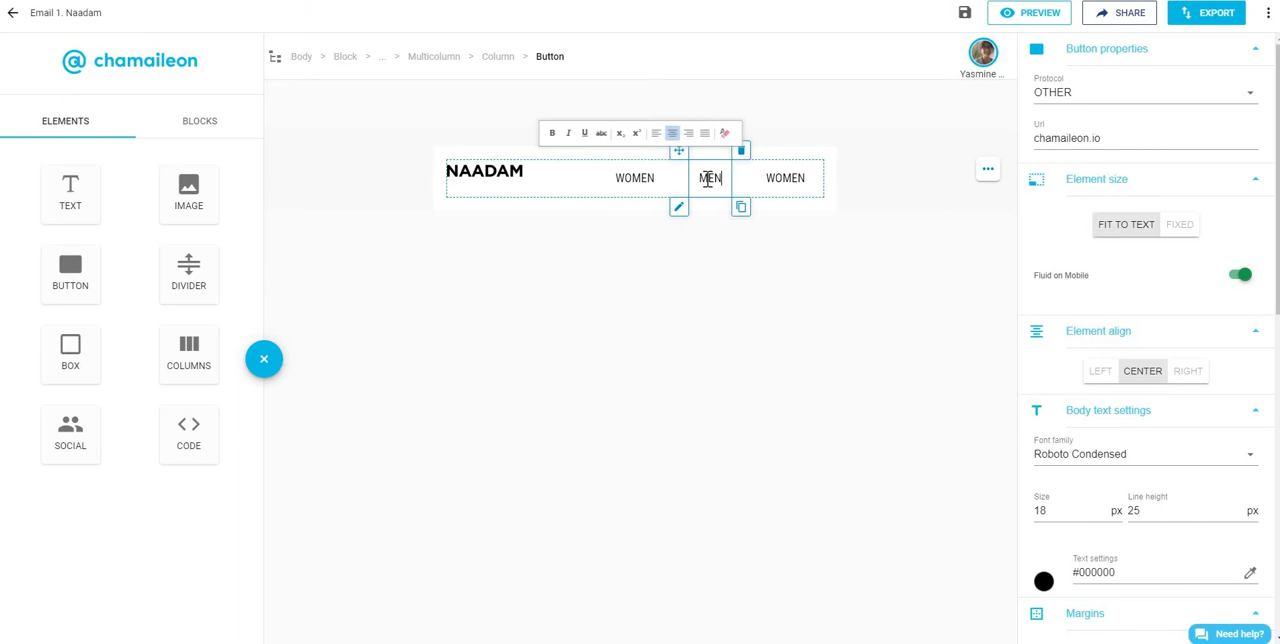 Email 1. Naadam
PREVIEW
SHARE
EXPORT
@ chamaileon
Body > Block > ... > Multicolumn > Column > Button
Yasmine ...
ELEMENTS
BLOCKS
TEXT
IMAGE
BUTTON
DIVIDER
BOX
COLUMNS
SOCIAL
CODE
B I U abc X₂ X²
NAADAM
WOMEN
MEN
WOMEN
Button properties
Protocol
OTHER
Url
chamaileon.io
Element size
FIT TO TEXT
FIXED
Fluid on Mobile
Element align
LEFT
CENTER
RIGHT
Body text settings
Font family
Roboto Condensed
Size
Line height
18 px
25 px
Text settings
#000000
Margins
Need help?